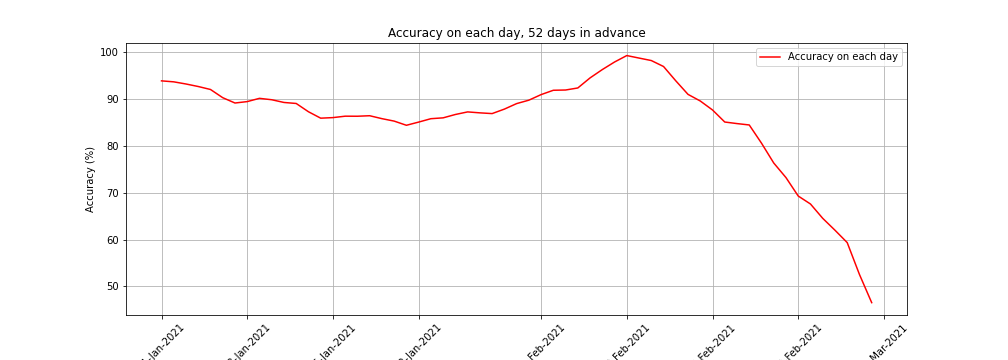 Accuracy on each day, 52 days in advance
Accuracy on each day
100
90
80
70
60
50
Accuracy (%)
-Jan-2021
-Jan-2021
-Jan-2021
-Jan-2021
Feb-2021
-Feb-2021
-Feb-2021
-Feb-2021
Mar-2021